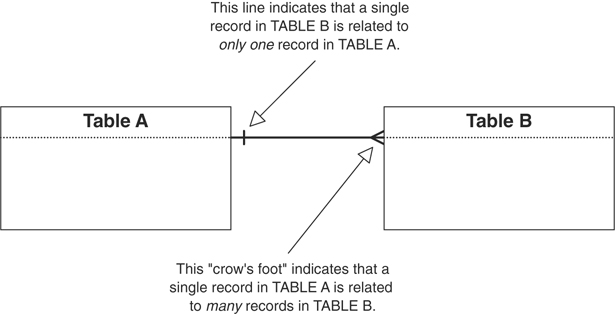 This line indicates that a single
record in TABLE B is related to
only one record in TABLE A.
Table A
Table B
This "crow's foot" indicates that a
single record in TABLE A is related
to many records in TABLE B.